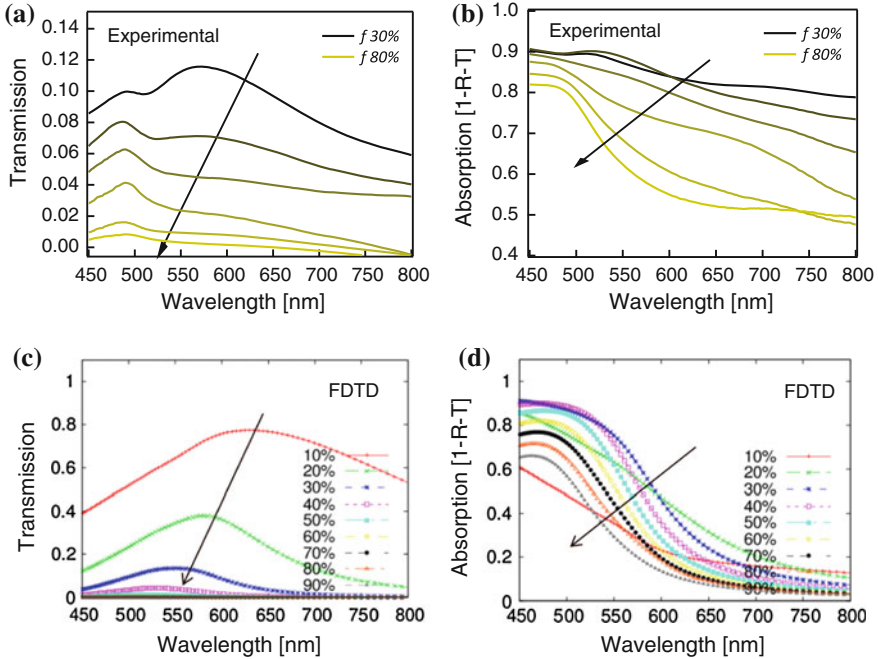 (a)
Experimental
f 30%
f 80%
Transmission
0.14
0.12
0.10
0.08
0.06
0.04
0.02
0.00
450 500 550 600 650 700 750 800
Wavelength [nm]
(b)
Experimental
f 30%
f 80%
Absorption [1-R-T]
1.0
0.9
0.8
0.7
0.6
0.5
0.4
450 500 550 600 650 700 750 800
Wavelength [nm]
(c)
FDTD
Transmission
1
0.8
0.6
0.4
0.2
0
10%
20%
30%
40%
50%
60%
70%
80%
90%
450 500 550 600 650 700 750 800
Wavelength [nm]
(d)
FDTD
Absorption [1-R-T]
1
0.8
0.6
0.4
0.2
0
10%
20%
30%
40%
50%
60%
70%
80%
90%
450 500 550 600 650 700 750 800
Wavelength [nm]